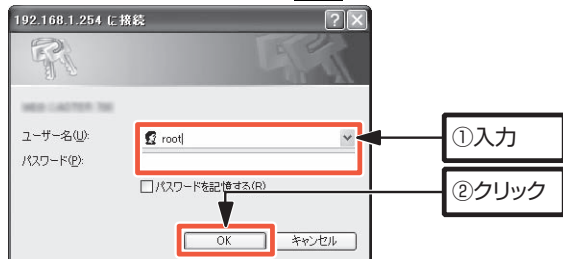 192.168.1.254 に接続
ユーザー名(U):
root
①入力
パスワード(P):
パスワードを記憶する(R)
②クリック
OK
キャンセル